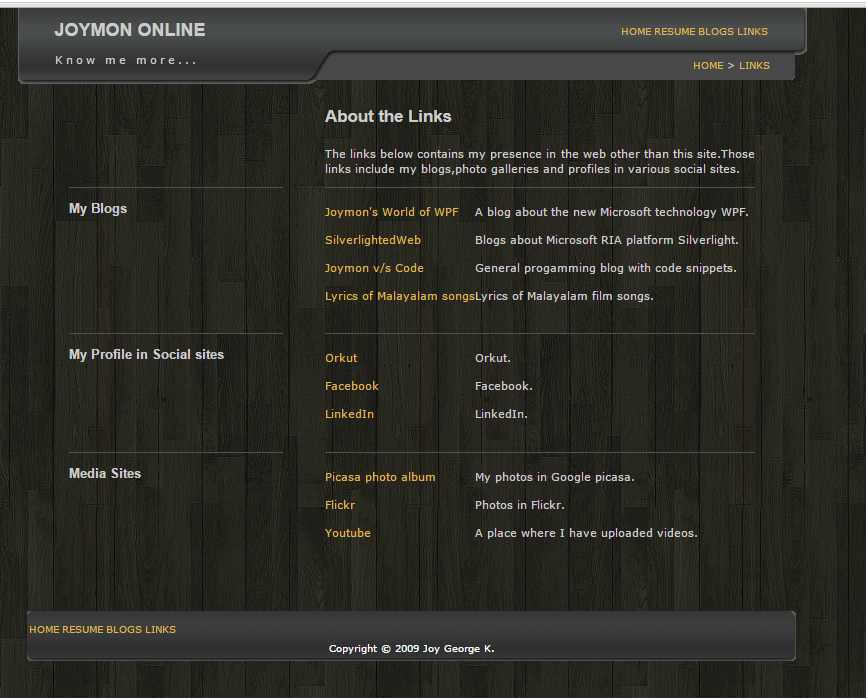 JOYMON ONLINE
HOME RESUME BLOGS LINKS
Know me more...
HOME > LINKS
About the Links
The links below contains my presence in the web other than this site.Those
links include my blogs,photo galleries and profiles in various social sites.
My Blogs
Joymon's World of WPF A blog about the new Microsoft technology WPF.
SilverlightedWeb Blogs about Microsoft RIA platform Silverlight.
Joymon v/s Code General progamming blog with code snippets.
Lyrics of Malayalam songs Lyrics of Malayalam film songs.
My Profile in Social sites
Orkut Orkut.
Facebook Facebook.
LinkedIn LinkedIn.
Media Sites
Picasa photo album My photos in Google picasa.
Flickr Photos in Flickr.
Youtube A place where I have uploaded videos.
HOME RESUME BLOGS LINKS
Copyright © 2009 Joy George K.